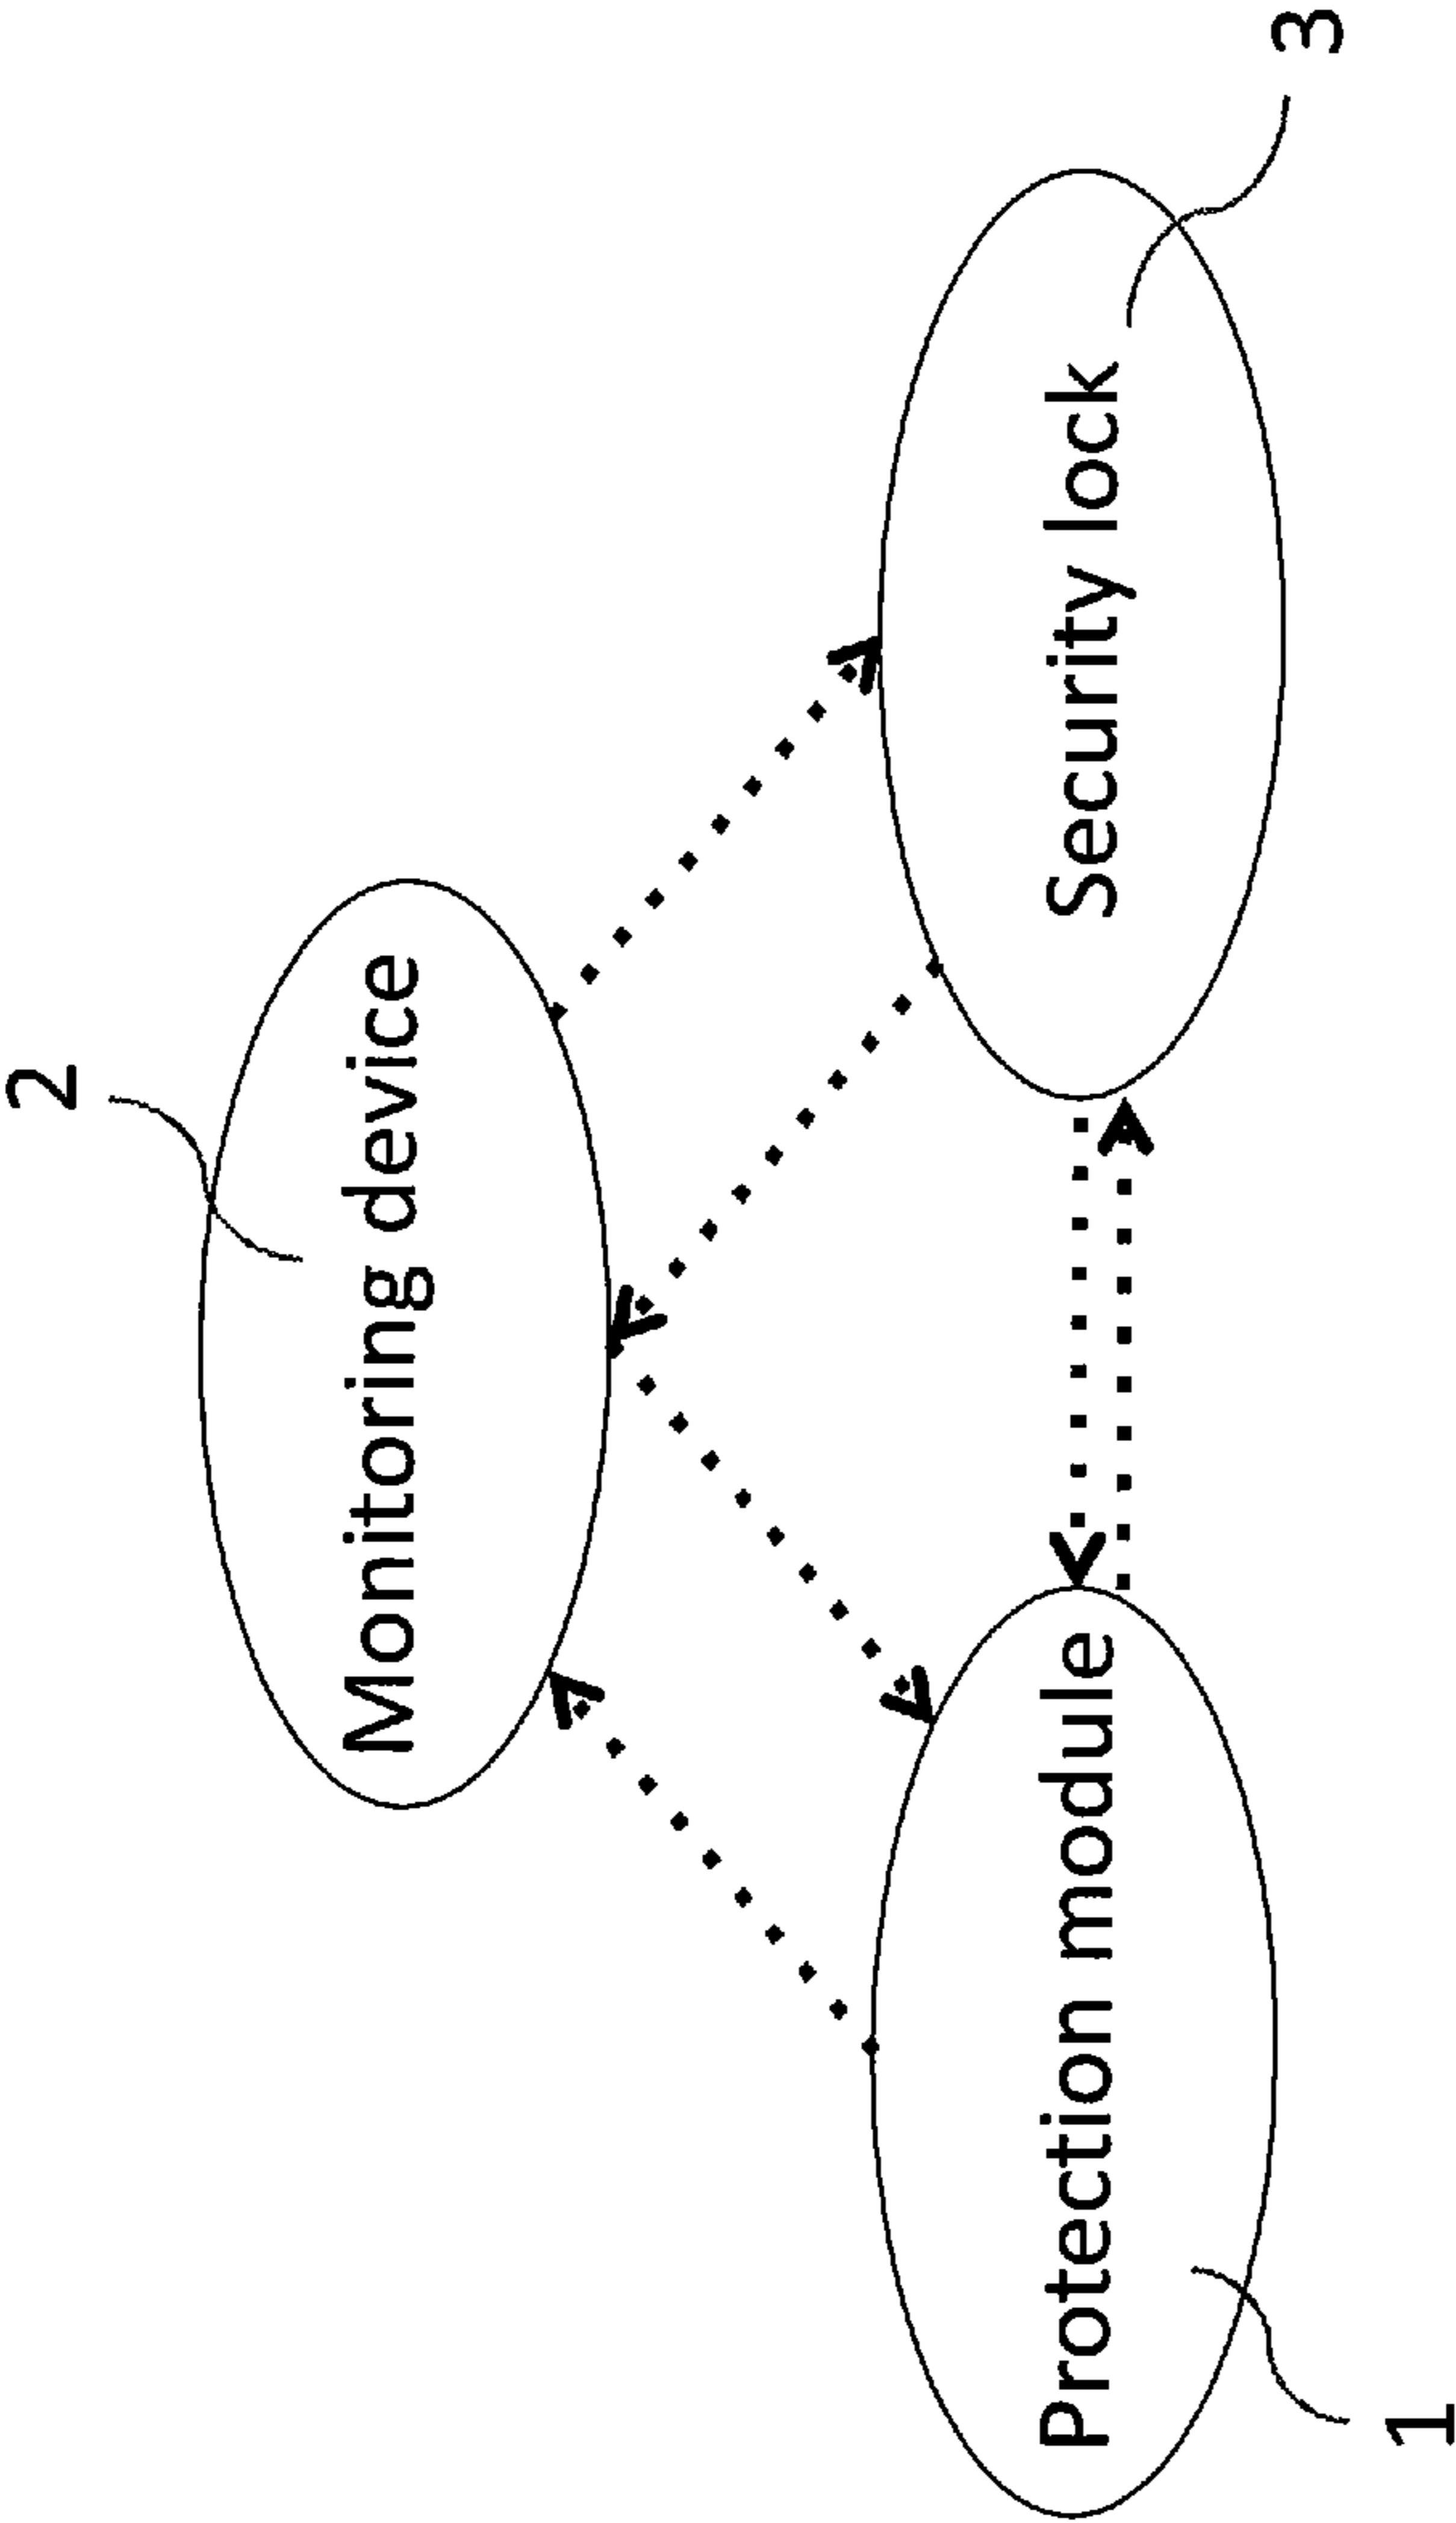 2
Monitoring device
Protection module
Security lock
1
3